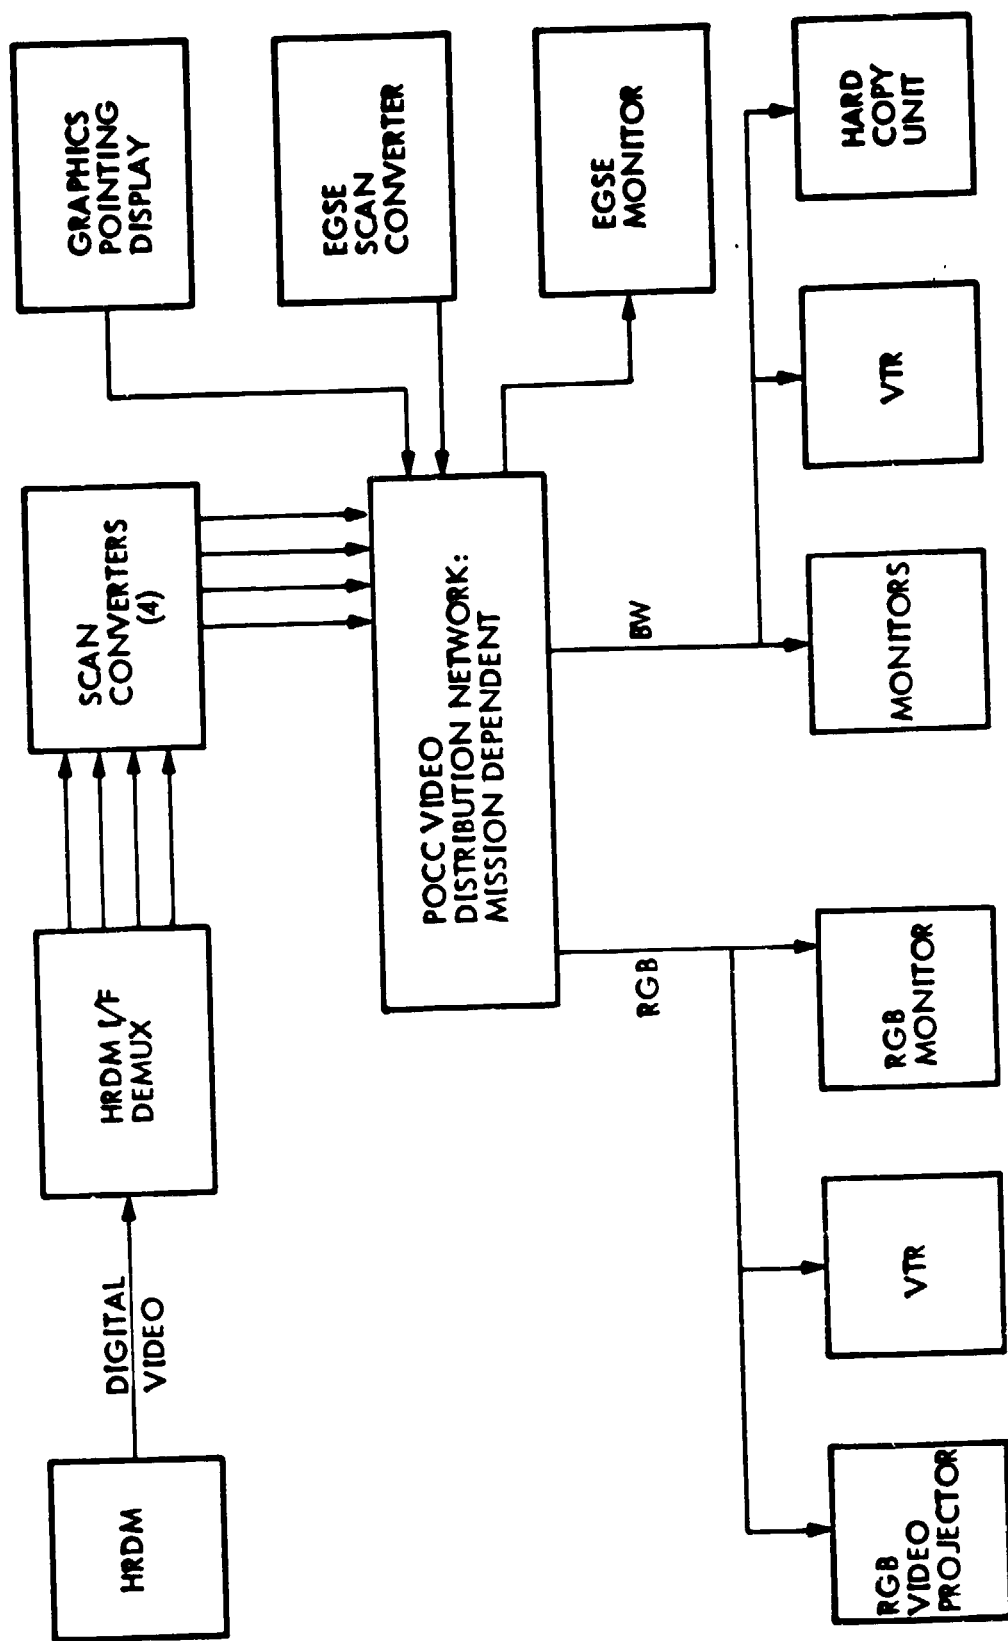 HRDM
DIGITAL
VIDEO
HRDM I/F
DEMUX
SCAN
CONVERTERS
(4)
GRAPHICS
POINTING
DISPLAY
EGSE
SCAN
CONVERTER
EGSE
MONITOR
POCC VIDEO
DISTRIBUTION NETWORK:
MISSION DEPENDENT
RGB
BW
RGB
VIDEO
PROJECTOR
VTR
RGB
MONITOR
MONITORS
VTR
HARD
COPY
UNIT